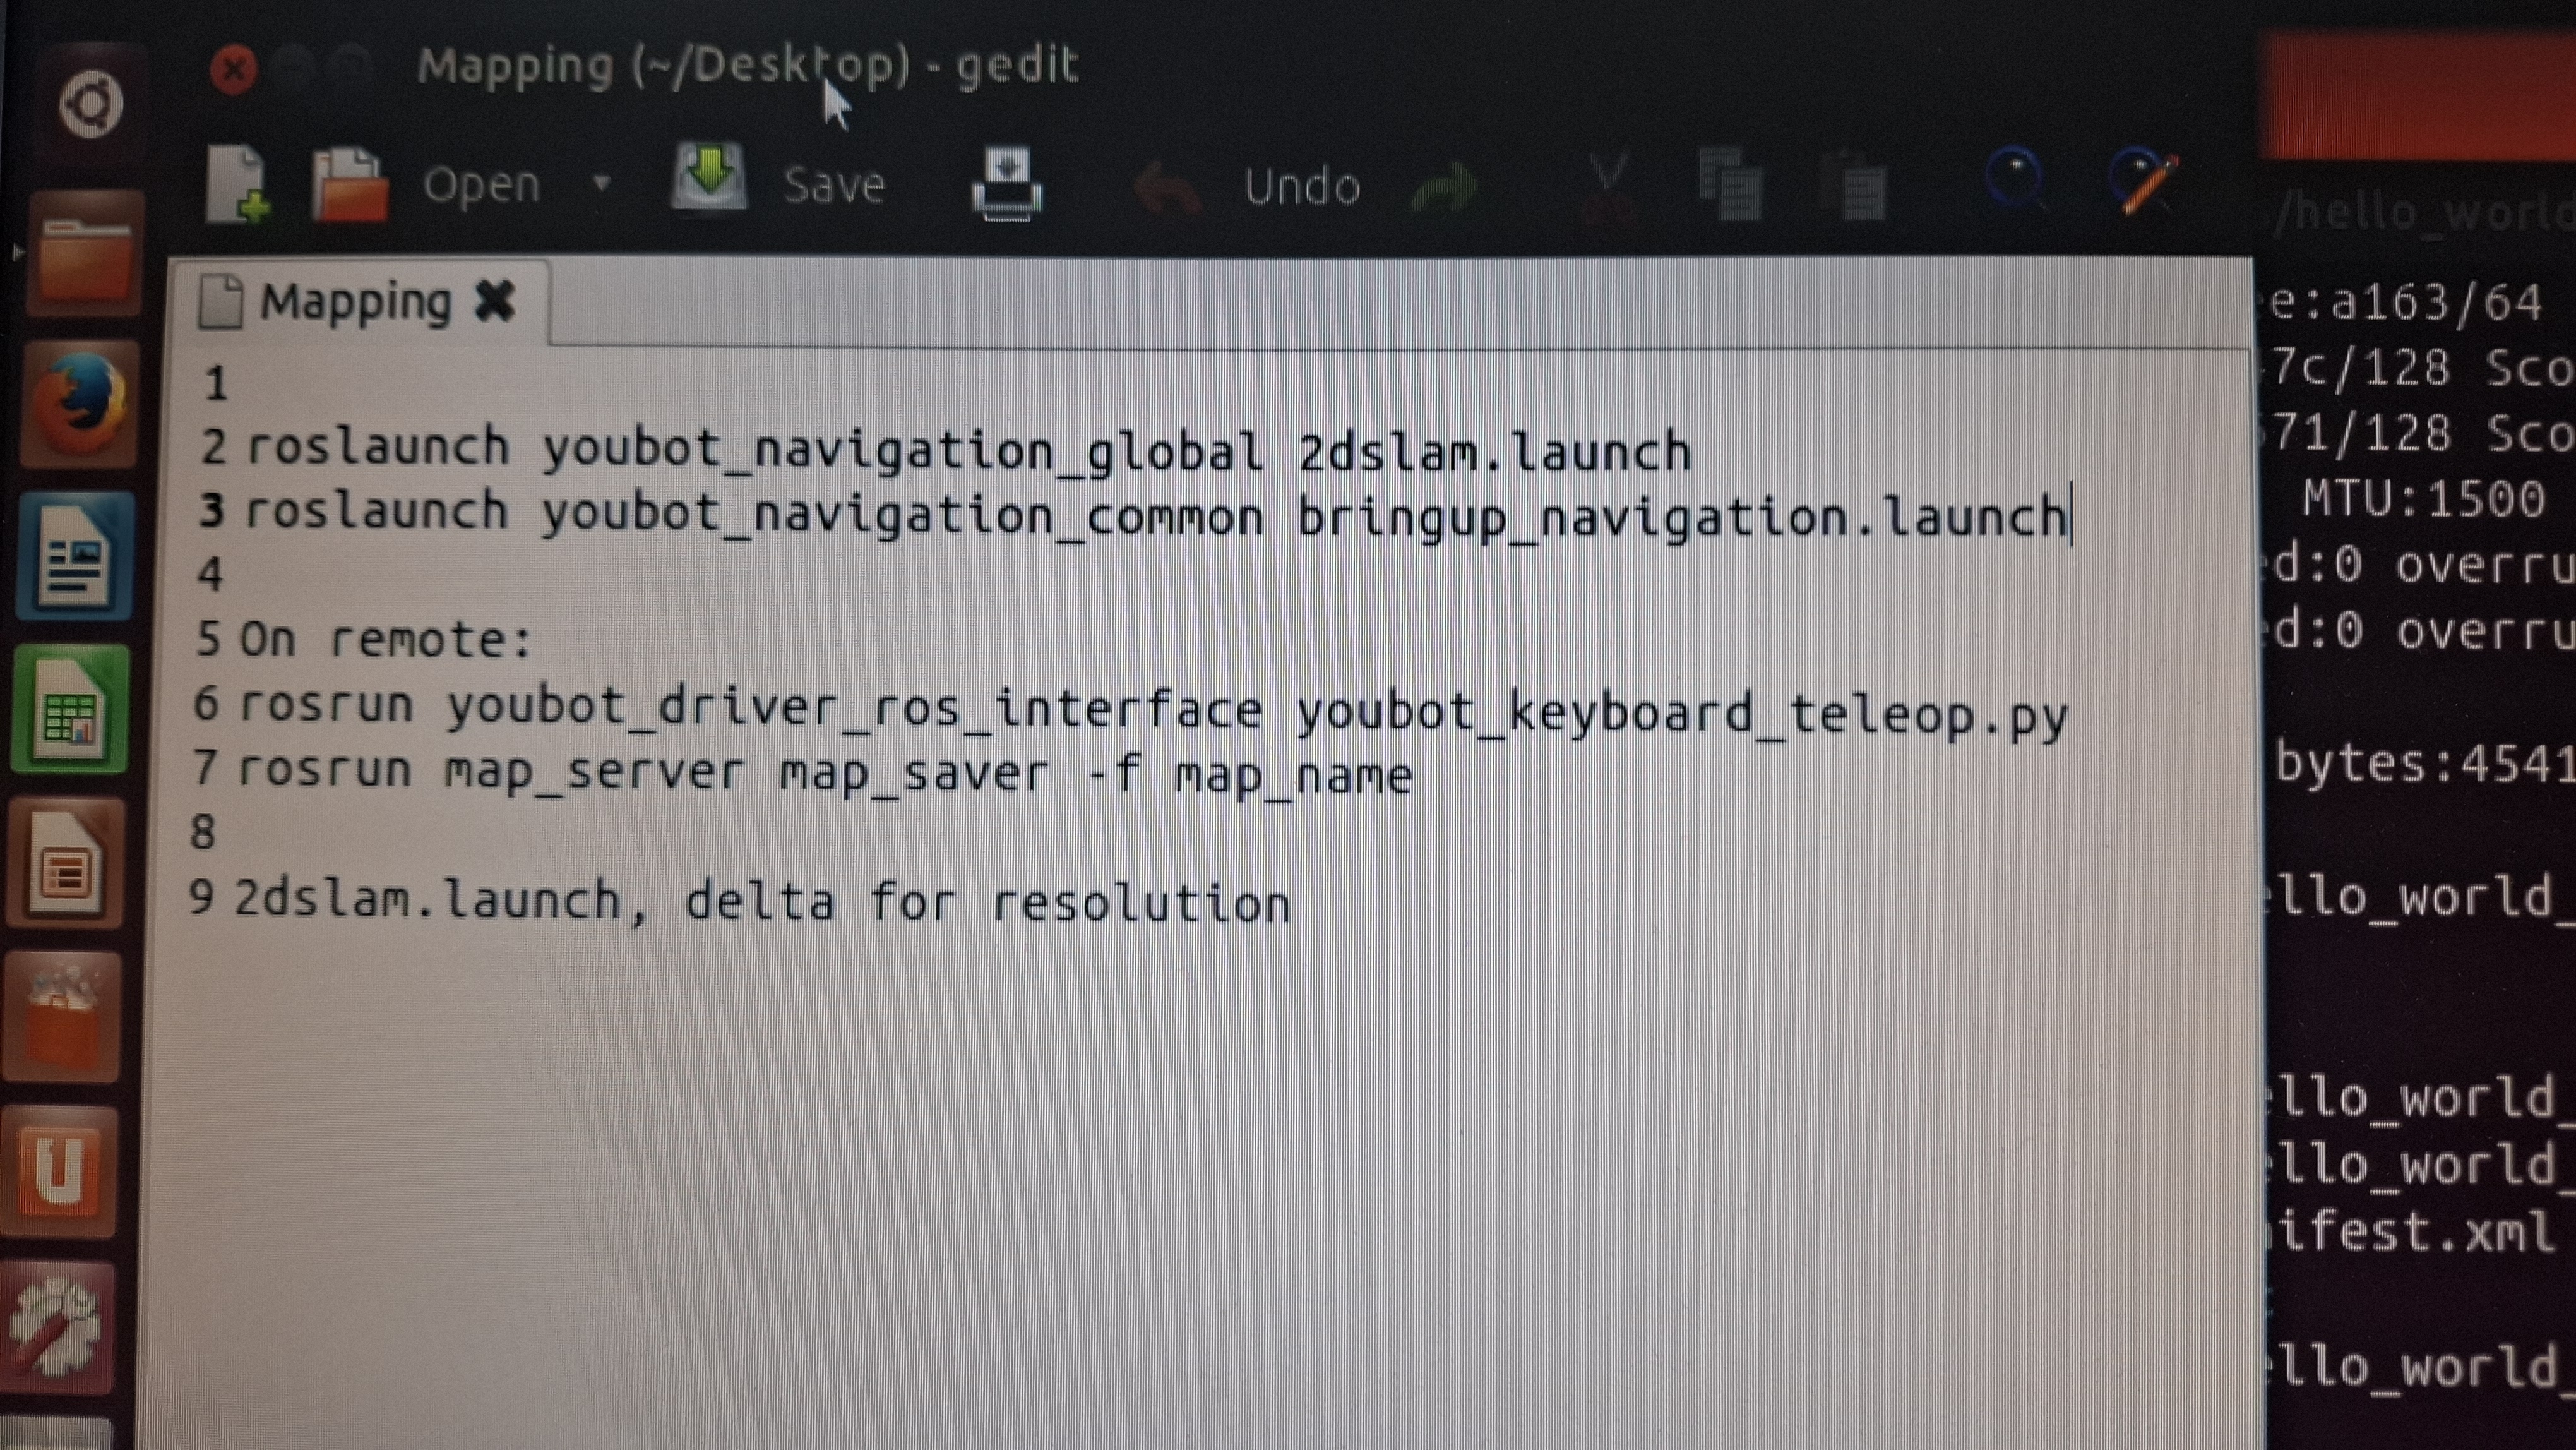 Mapping (~/Desktop) - gedit
Open Save Undo
Mapping
1
2 roslaunch youbot_navigation_global 2dslam.launch
3 roslaunch youbot_navigation_common bringup_navigation.launch
4
5 On remote:
6 rosrun youbot_driver_ros_interface youbot_keyboard_teleop.py
7 rosrun map_server map_saver -f map_name
8
9 2dslam.launch, delta for resolution
/hello_world
e:a163/64
7c/128 Sco
71/128 Sco
MTU:1500
d:0 overru
d:0 overru
bytes:4541
llo_world_
llo_world_
llo_world_
ifest.xml
llo_world_